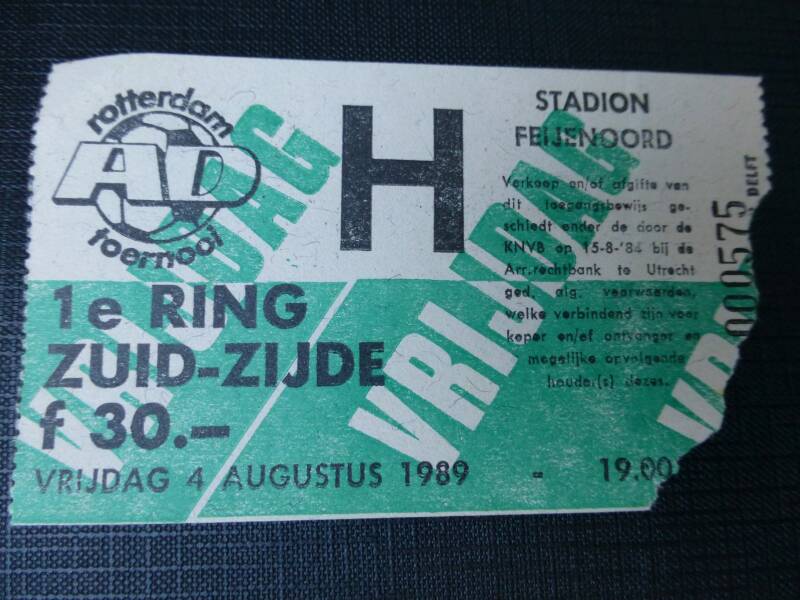 rotterdam
AD
toernooi
H
STADION
FEIJENOORD
Verkoop en/of afgifte van
dit toegangsbewijs ge-
schiedt onder de door de
KNVB op 15-8-'84 bij de
Arr.rechtbank te Utrecht
ged. alg. voorwaarden,
welke verbindend zijn voor
koper en/ef ontvanger en
mogelijke opvolgende
houder(s) dezes.
DELFT
000575
1e RING
ZUID-ZIJDE
f 30.—
VRIJDAG 4 AUGUSTUS 1989 - 19.00
VRIJDAG
VRIJDAG
VR